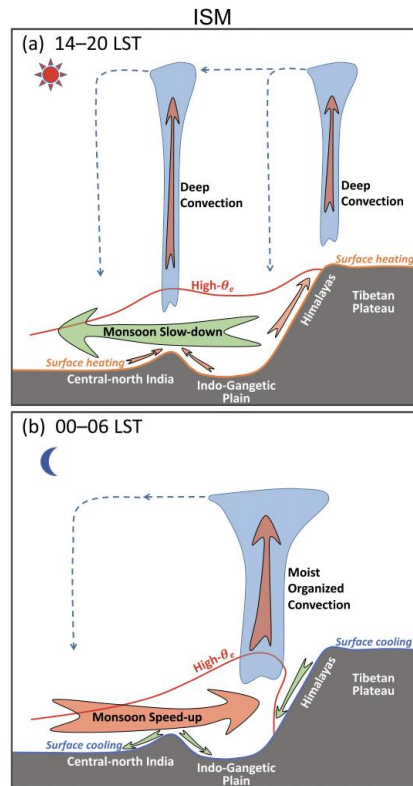 ISM
(a) 14–20 LST
Deep
Convection
Deep
Convection
Surface heating
High-θe
Himalayas
Tibetan
Plateau
Monsoon Slow-down
Surface heating
Central-north India
Indo-Gangetic
Plain
(b) 00–06 LST
Moist
Organized
Convection
Surface cooling
High-θe
Himalayas
Tibetan
Plateau
Monsoon Speed-up
Surface cooling
Central-north India
Indo-Gangetic
Plain